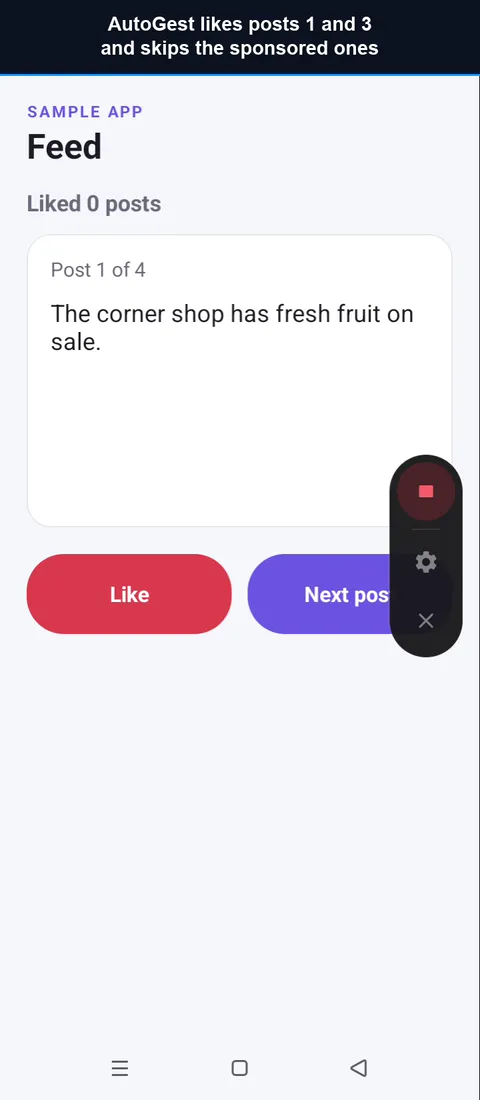 AutoGest likes posts 1 and 3
and skips the sponsored ones
SAMPLE APP
Feed
Liked 0 posts
Post 1 of 4
The corner shop has fresh fruit on
sale.
Like
Next pos